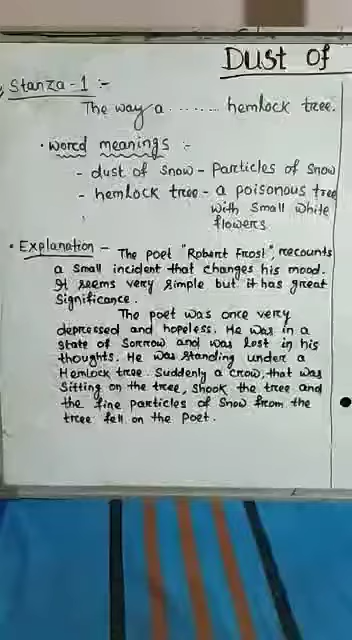 Dust of
Stanza-1 :-
The way a ........ hemlock tree.
• word meanings :-
- dust of snow - Particles of snow
- hemlock tree - a poisonous tree
with small white
flowers
• Explanation - The poet "Robert Frost", recounts
a small incident that changes his mood.
It seems very simple but it has great
significance.
The poet was once very
depressed and hopeless. He was in a
state of Sorrow and was lost in his
thoughts. He was standing under a
Hemlock tree. Suddenly a crow, that was
sitting on the tree, shook the tree and
the fine particles of snow from the
tree fell on the poet.